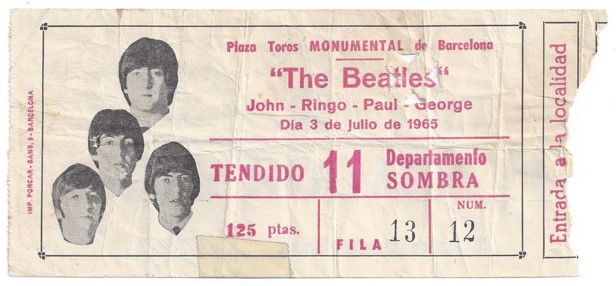 Plaza Toros MONUMENTAL de Barcelona
"The Beatles"
John - Ringo - Paul - George
Día 3 de julio de 1965
TENDIDO 11 Departamento SOMBRA
125 ptas.
FILA 13
NUM. 12
Entrada a la localidad
IMP. PORCAR - SANS, 9 - BARCELONA